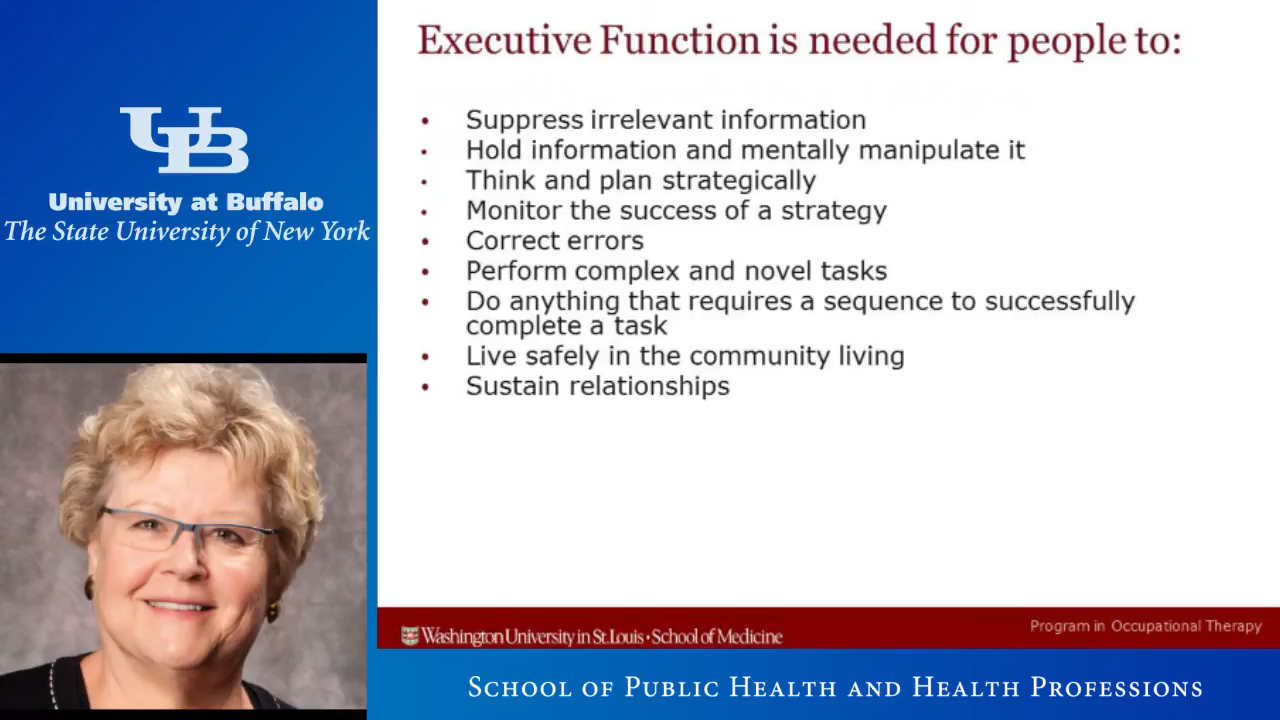 UB
University at Buffalo
The State University of New York
Executive Function is needed for people to:
• Suppress irrelevant information
• Hold information and mentally manipulate it
• Think and plan strategically
• Monitor the success of a strategy
• Correct errors
• Perform complex and novel tasks
• Do anything that requires a sequence to successfully
complete a task
• Live safely in the community living
• Sustain relationships
Washington University in St. Louis • School of Medicine
Program in Occupational Therapy
School of Public Health and Health Professions